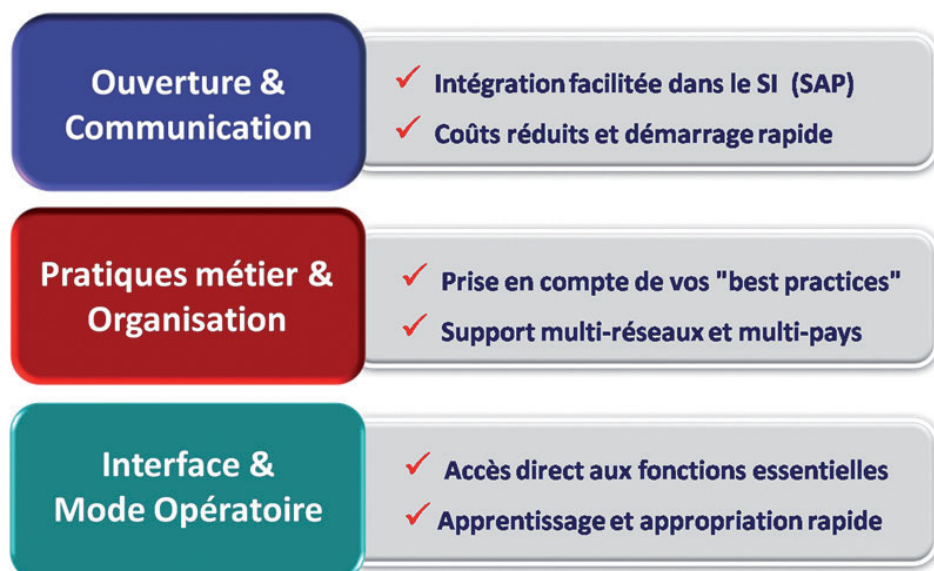 Ouverture &
Communication
✓ Intégration facilitée dans le SI (SAP)
✓ Coûts réduits et démarrage rapide
Pratiques métier &
Organisation
✓ Prise en compte de vos "best practices"
✓ Support multi-réseaux et multi-pays
Interface &
Mode Opératoire
✓ Accès direct aux fonctions essentielles
✓ Apprentissage et appropriation rapide